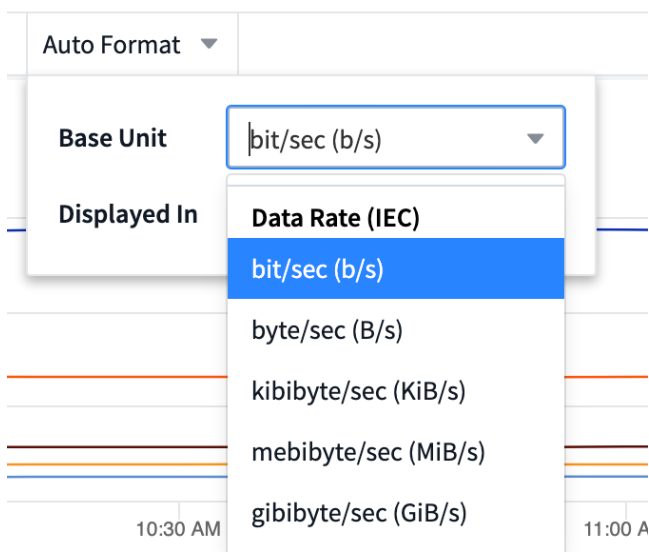 Auto Format
Base Unit
bit/sec (b/s)
Displayed In
Data Rate (IEC)
bit/sec (b/s)
byte/sec (B/s)
kibibyte/sec (KiB/s)
mebibyte/sec (MiB/s)
gibibyte/sec (GiB/s)
10:30 AM
11:00 A